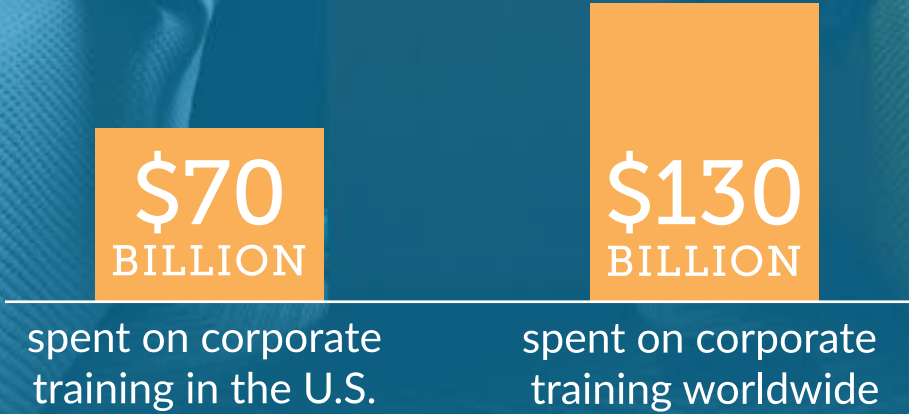 $70
BILLION
spent on corporate
training in the U.S.
$130
BILLION
spent on corporate
training worldwide